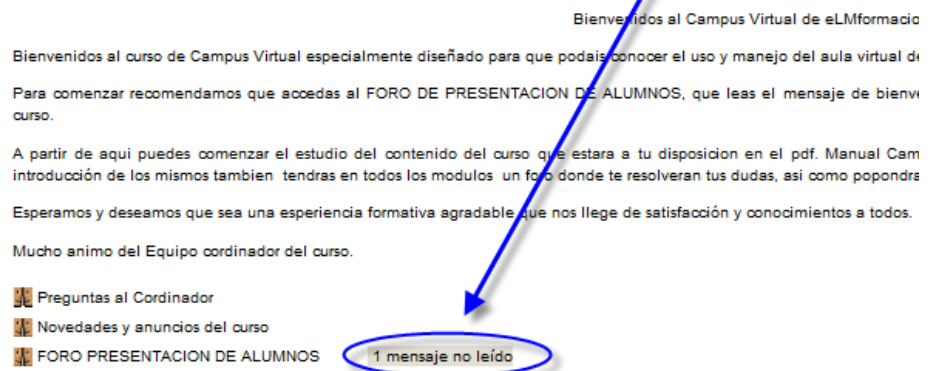 Bienvenidos al Campus Virtual de eLMformacio
Bienvenidos al curso de Campus Virtual especialmente diseñado para que podais conocer el uso y manejo del aula virtual de
Para comenzar recomendamos que accedas al FORO DE PRESENTACION DE ALUMNOS, que leas el mensaje de bienve
curso.
A partir de aqui puedes comenzar el estudio del contenido del curso que estara a tu disposicion en el pdf. Manual Cam
introducción de los mismos tambien tendras en todos los modulos un foro donde te resolveran tus dudas, asi como popondra
Esperamos y deseamos que sea una esperiencia formativa agradable que nos llege de satisfacción y conocimientos a todos.
Mucho animo del Equipo cordinador del curso.
Preguntas al Cordinador
Novedades y anuncios del curso
FORO PRESENTACION DE ALUMNOS 1 mensaje no leído